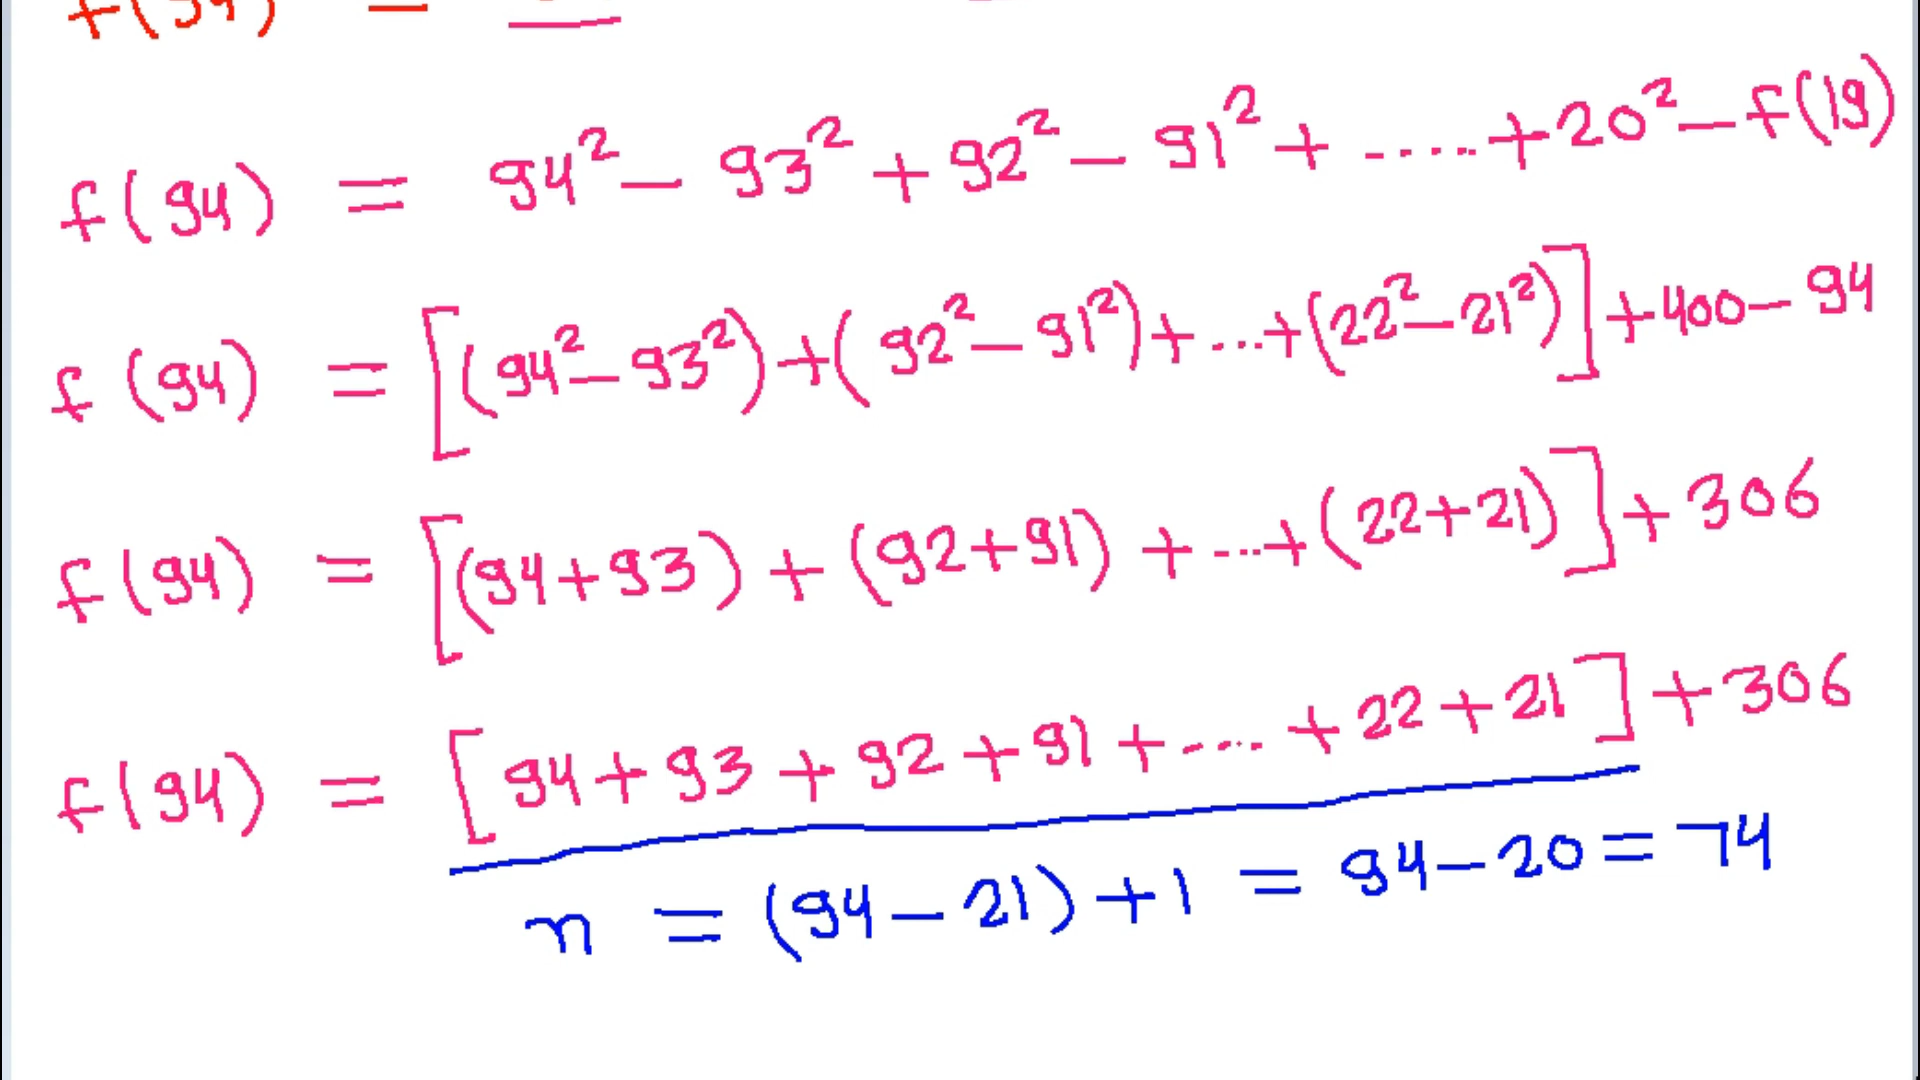 f(94) = 94² – 93² + 92² – 91² + ..... + 20² – f(19)
f(94) = [(94² – 93²) + (92² – 91²) + ... + (22² – 21²)] + 400 – 94
f(94) = [(94+93) + (92+91) + ... + (22+21)] + 306
f(94) = [94 + 93 + 92 + 91 + .... + 22 + 21] + 306
n = (94 – 21) + 1 = 94 – 20 = 74